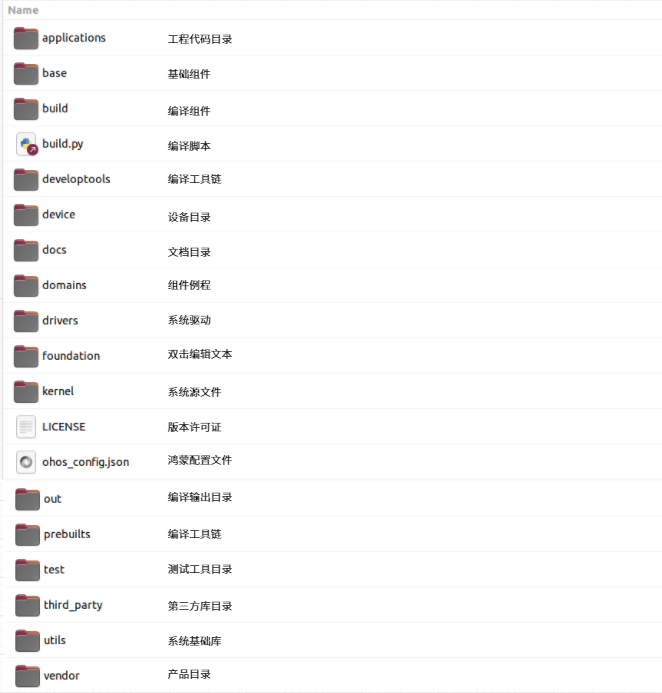 Name
applications 工程代码目录
base 基础组件
build 编译组件
build.py 编译脚本
developtools 编译工具链
device 设备目录
docs 文档目录
domains 组件例程
drivers 系统驱动
foundation 双击编辑文本
kernel 系统源文件
LICENSE 版本许可证
ohos_config.json 鸿蒙配置文件
out 编译输出目录
prebuilts 编译工具链
test 测试工具目录
third_party 第三方库目录
utils 系统基础库
vendor 产品目录